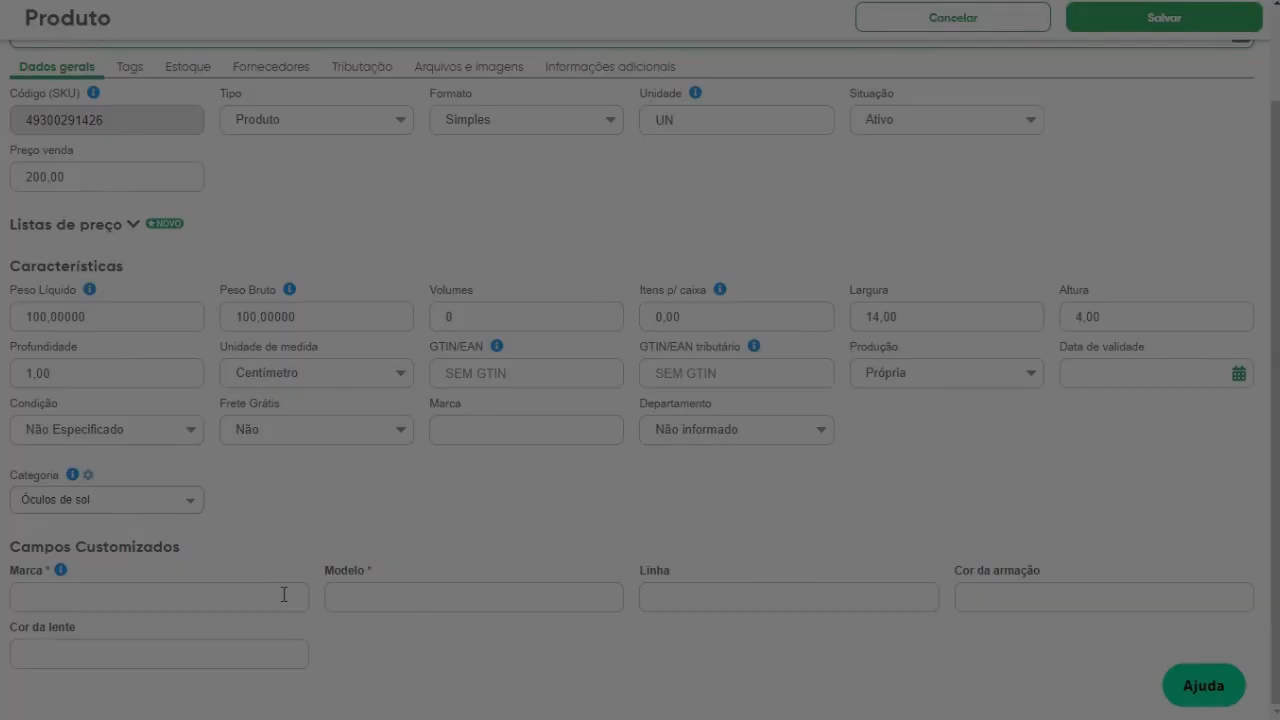 Produto
Cancelar
Salvar
Dados gerais Tags Estoque Fornecedores Tributação Arquivos e imagens Informações adicionais
Código (SKU) Tipo Formato Unidade Situação
49300291426 Produto Simples UN Ativo
Preço venda
200,00
Listas de preço NOVO
Características
Peso Líquido Peso Bruto Volumes Itens p/ caixa Largura Altura
100,00000 100,00000 0 0,00 14,00 4,00
Profundidade Unidade de medida GTIN/EAN GTIN/EAN tributário Produção Data de validade
1,00 Centímetro SEM GTIN SEM GTIN Própria
Condição Frete Grátis Marca Departamento
Não Especificado Não Não informado
Categoria
Óculos de sol
Campos Customizados
Marca * Modelo * Linha Cor da armação
Cor da lente
Ajuda